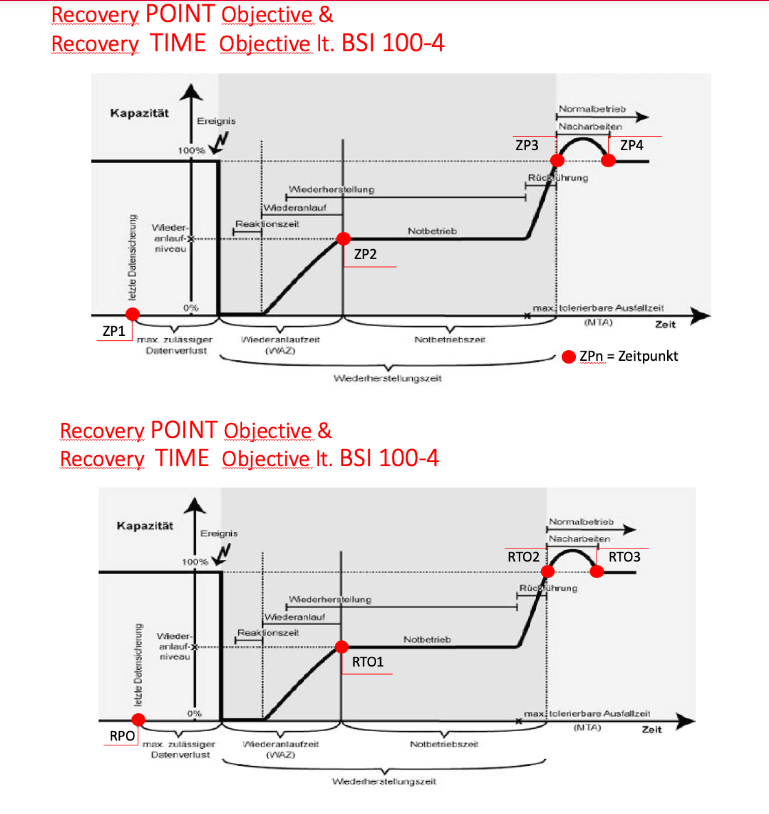 Recovery POINT Objective &
Recovery TIME Objective lt. BSI 100-4
Kapazität
Ereignis
100%
Normalbetrieb
Nacharbeiten
ZP3
ZP4
Rückführung
Wiederherstellung
Wiederanlauf
Reaktionszeit
Wieder-
anlauf-
niveau
Notbetrieb
ZP2
letzte Datensicherung
0%
max. tolerierbare Ausfallzeit
(MTA)
Zeit
ZP1
max. zulässiger
Datenverlust
Wiederanlaufzeit
(WAZ)
Notbetriebszeit
Wiederherstellungszeit
ZPn = Zeitpunkt
Recovery POINT Objective &
Recovery TIME Objective lt. BSI 100-4
Kapazität
Ereignis
100%
Normalbetrieb
Nacharbeiten
RTO2
RTO3
Rückführung
Wiederherstellung
Wiederanlauf
Reaktionszeit
Wieder-
anlauf-
niveau
Notbetrieb
RTO1
letzte Datensicherung
0%
max. tolerierbare Ausfallzeit
(MTA)
Zeit
RPO
max. zulässiger
Datenverlust
Wiederanlaufzeit
(WAZ)
Notbetriebszeit
Wiederherstellungszeit